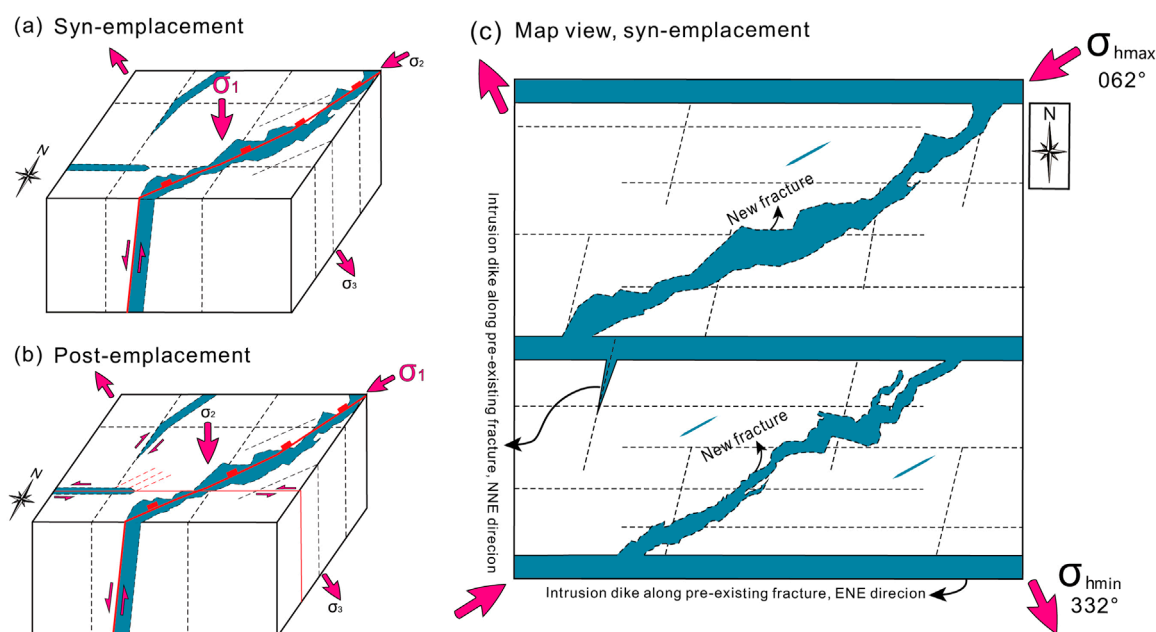 (a) Syn-emplacement
σ1
σ2
N
σ3
(b) Post-emplacement
σ1
σ2
N
σ3
(c) Map view, syn-emplacement
σhmax
062°
N
New fracture
Intrusion dike along pre-existing fracture, NNE direcion
New fracture
σhmin
332°
Intrusion dike along pre-existing fracture, ENE direcion